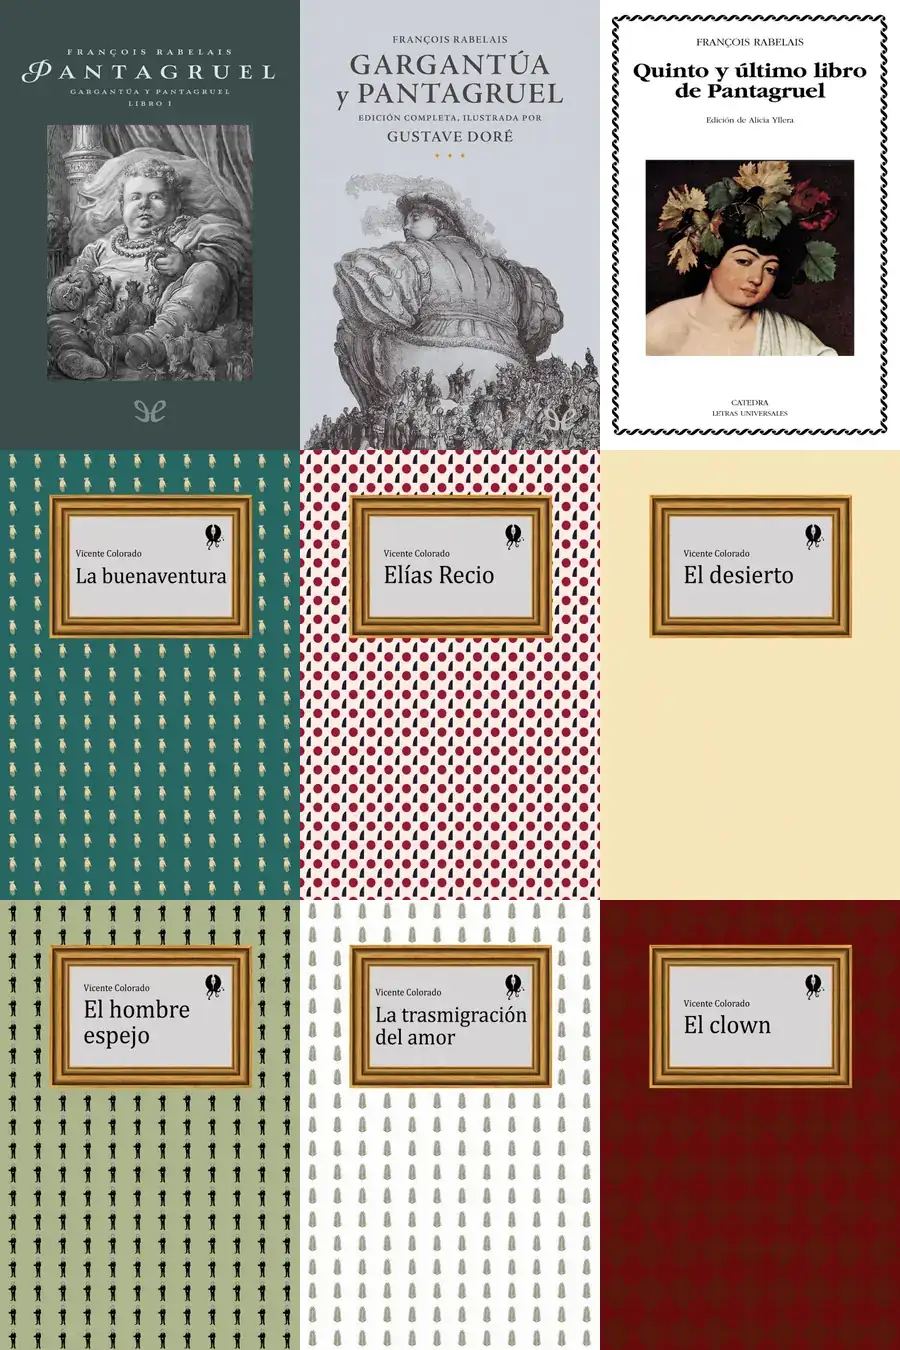 FRANÇOIS RABELAIS
PANTAGRUEL
GARGANTÚA Y PANTAGRUEL
LIBRO I
FRANÇOIS RABELAIS
GARGANTÚA
y PANTAGRUEL
EDICIÓN COMPLETA, ILUSTRADA POR
GUSTAVE DORÉ
FRANÇOIS RABELAIS
Quinto y último libro
de Pantagruel
Edición de Alicia Yllera
CATEDRA
LETRAS UNIVERSALES
Vicente Colorado
La buenaventura
Vicente Colorado
Elías Recio
Vicente Colorado
El desierto
Vicente Colorado
El hombre
espejo
Vicente Colorado
La trasmigración
del amor
Vicente Colorado
El clown